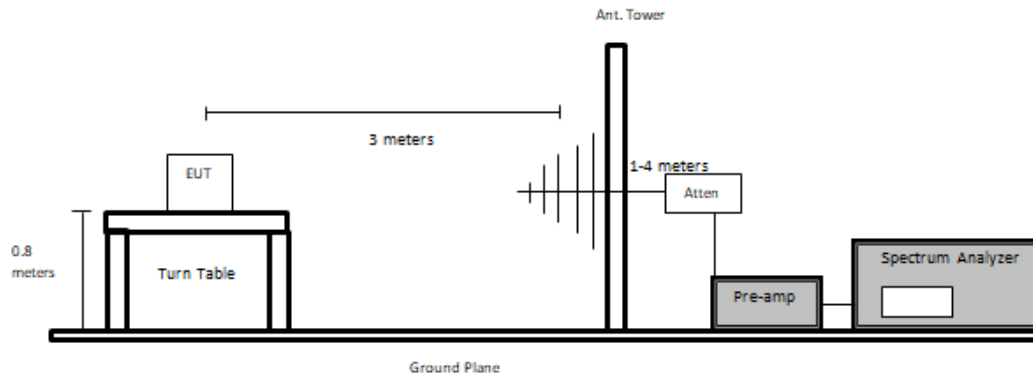 Ant. Tower
3 meters
1-4 meters
EUT
Atten
0.8
meters
Turn Table
Spectrum Analyzer
Pre-amp
Ground Plane